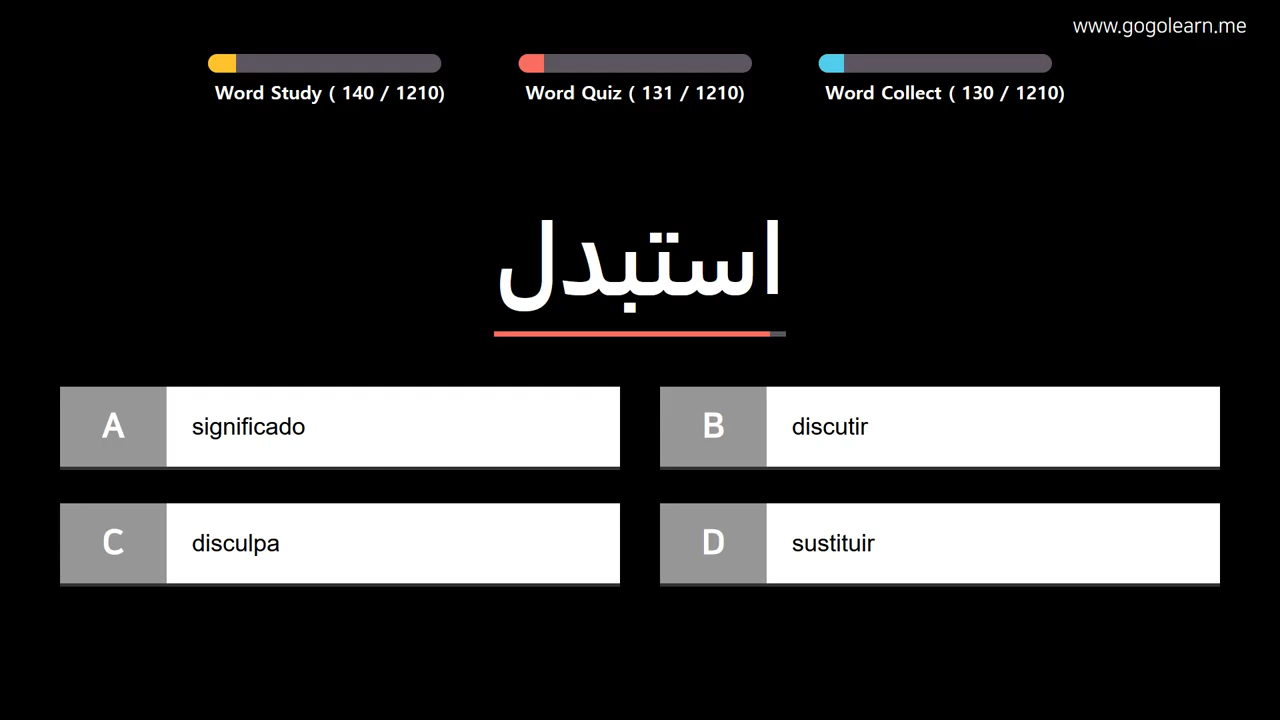 www.gogolearn.me
Word Study ( 140 / 1210)
Word Quiz ( 131 / 1210)
Word Collect ( 130 / 1210)
استبدل
A significado
B discutir
C disculpa
D sustituir